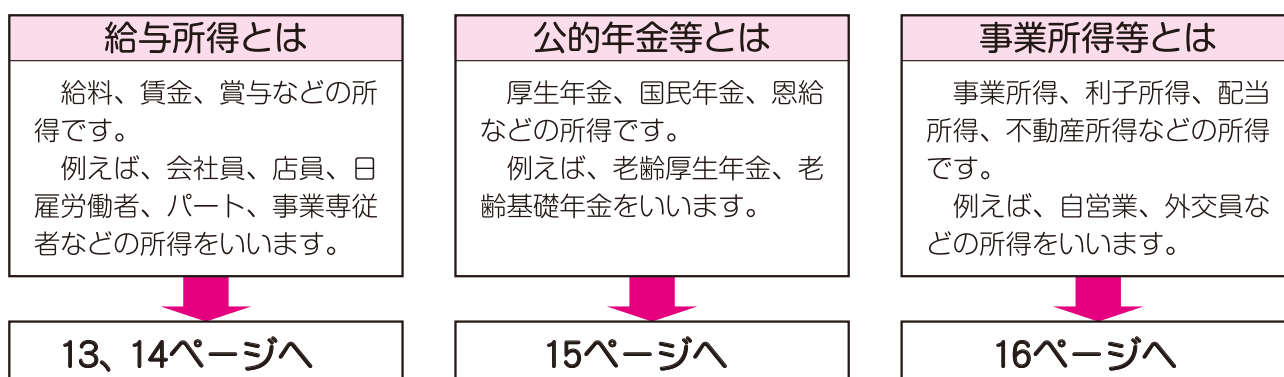 給与所得とは
給料、賃金、賞与などの所
得です。
例えば、会社員、店員、日
雇労働者、パート、事業専従
者などの所得をいいます。
13、14ページへ
公的年金等とは
厚生年金、国民年金、恩給
などの所得です。
例えば、老齢厚生年金、老
齢基礎年金をいいます。
15ページへ
事業所得等とは
事業所得、利子所得、配当
所得、不動産所得などの所得
です。
例えば、自営業、外交員な
どの所得をいいます。
16ページへ